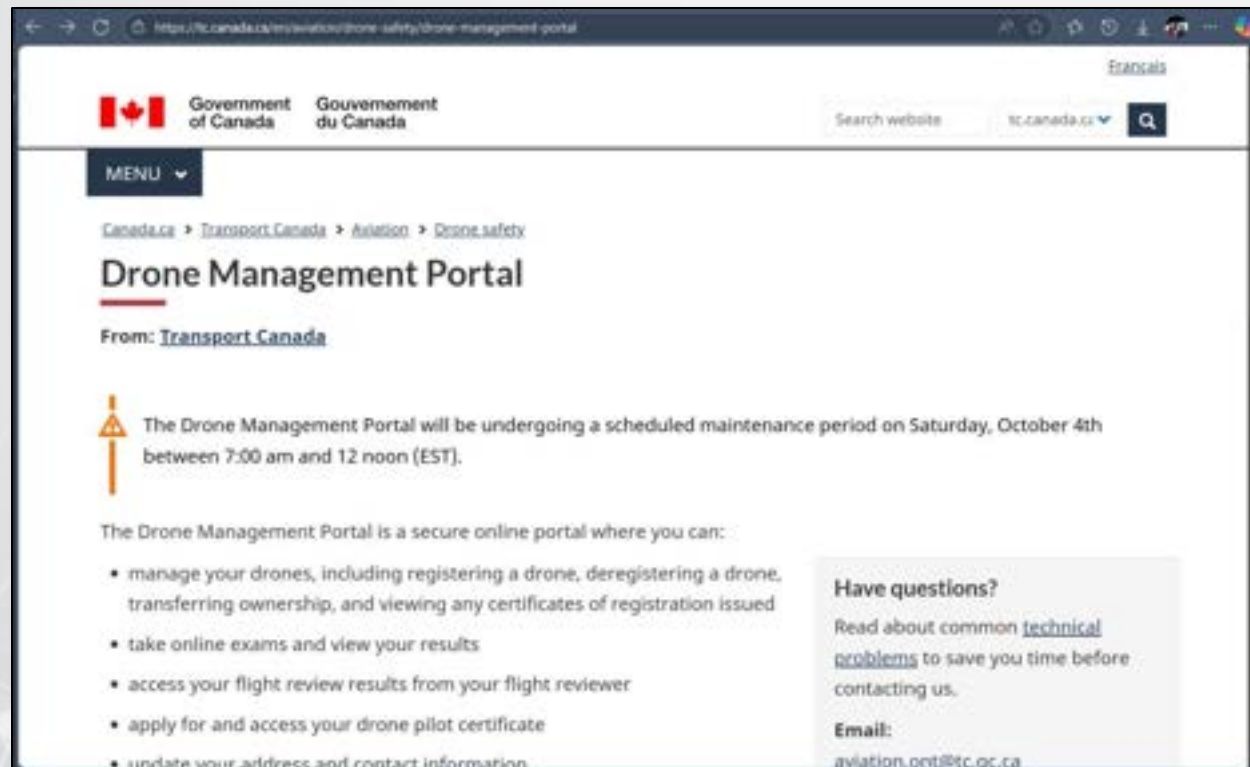 https://tc.canada.ca/en/aviation/drone-safety/drone-management-portal
Français
Government of Canada
Gouvernement du Canada
Search website
tc.canada.ca
MENU
Canada.ca > Transport Canada > Aviation > Drone safety
Drone Management Portal
From: Transport Canada
The Drone Management Portal will be undergoing a scheduled maintenance period on Saturday, October 4th
between 7:00 am and 12 noon (EST).
The Drone Management Portal is a secure online portal where you can:
• manage your drones, including registering a drone, deregistering a drone,
transferring ownership, and viewing any certificates of registration issued
• take online exams and view your results
• access your flight review results from your flight reviewer
• apply for and access your drone pilot certificate
• update your address and contact information
Have questions?
Read about common technical
problems to save you time before
contacting us.
Email:
aviation.ont@tc.gc.ca